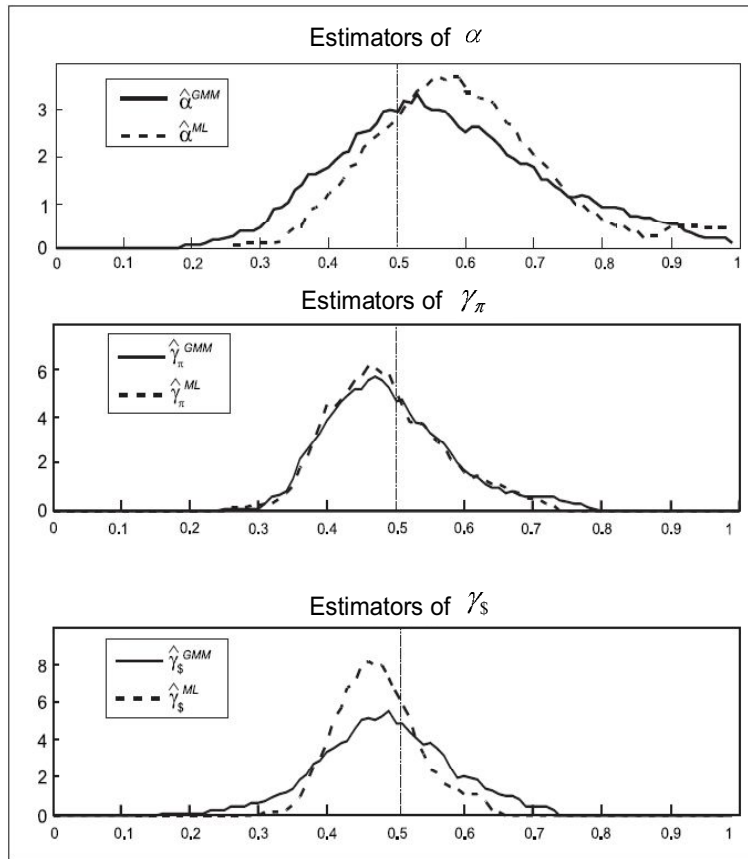 Estimators of α
α̂^GMM
α̂^ML
3
2
1
0
0 0.1 0.2 0.3 0.4 0.5 0.6 0.7 0.8 0.9 1
Estimators of γ_π
γ̂_π^GMM
γ̂_π^ML
6
4
2
0
0 0.1 0.2 0.3 0.4 0.5 0.6 0.7 0.8 0.9 1
Estimators of γ_$
γ̂_$^GMM
γ̂_$^ML
8
6
4
2
0
0 0.1 0.2 0.3 0.4 0.5 0.6 0.7 0.8 0.9 1